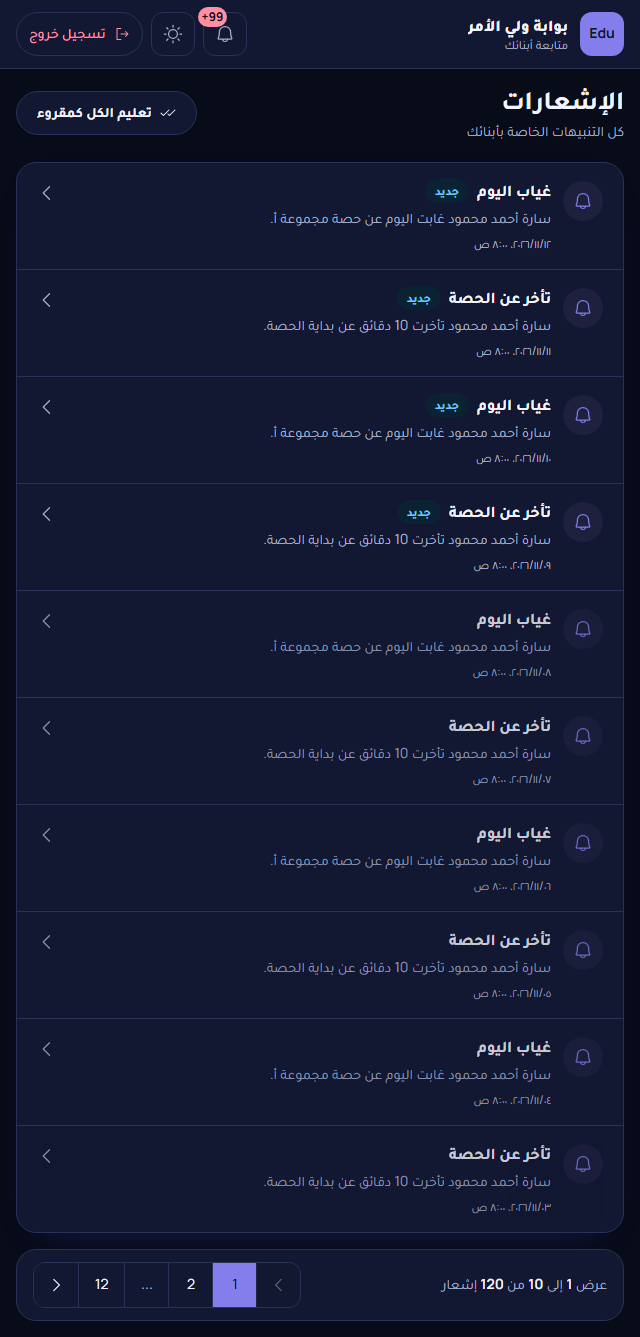 Edu
بوابة ولي الأمر
متابعة أبنائك
99+
تسجيل خروج
الإشعارات
كل التنبيهات الخاصة بأبنائك
تعليم الكل كمقروء
غياب اليوم جديد
سارة أحمد محمود غابت اليوم عن حصة مجموعة أ.
٢٠٢٦/١١/١٢، ٨:٠٠ ص
تأخر عن الحصة جديد
سارة أحمد محمود تأخرت 10 دقائق عن بداية الحصة.
٢٠٢٦/١١/١١، ٨:٠٠ ص
غياب اليوم جديد
سارة أحمد محمود غابت اليوم عن حصة مجموعة أ.
٢٠٢٦/١١/١٠، ٨:٠٠ ص
تأخر عن الحصة جديد
سارة أحمد محمود تأخرت 10 دقائق عن بداية الحصة.
٢٠٢٦/١١/٠٩، ٨:٠٠ ص
غياب اليوم
سارة أحمد محمود غابت اليوم عن حصة مجموعة أ.
٢٠٢٦/١١/٠٨، ٨:٠٠ ص
تأخر عن الحصة
سارة أحمد محمود تأخرت 10 دقائق عن بداية الحصة.
٢٠٢٦/١١/٠٧، ٨:٠٠ ص
غياب اليوم
سارة أحمد محمود غابت اليوم عن حصة مجموعة أ.
٢٠٢٦/١١/٠٦، ٨:٠٠ ص
تأخر عن الحصة
سارة أحمد محمود تأخرت 10 دقائق عن بداية الحصة.
٢٠٢٦/١١/٠٥، ٨:٠٠ ص
غياب اليوم
سارة أحمد محمود غابت اليوم عن حصة مجموعة أ.
٢٠٢٦/١١/٠٤، ٨:٠٠ ص
تأخر عن الحصة
سارة أحمد محمود تأخرت 10 دقائق عن بداية الحصة.
٢٠٢٦/١١/٠٣، ٨:٠٠ ص
عرض 1 إلى 10 من 120 إشعار
1 2 ... 12